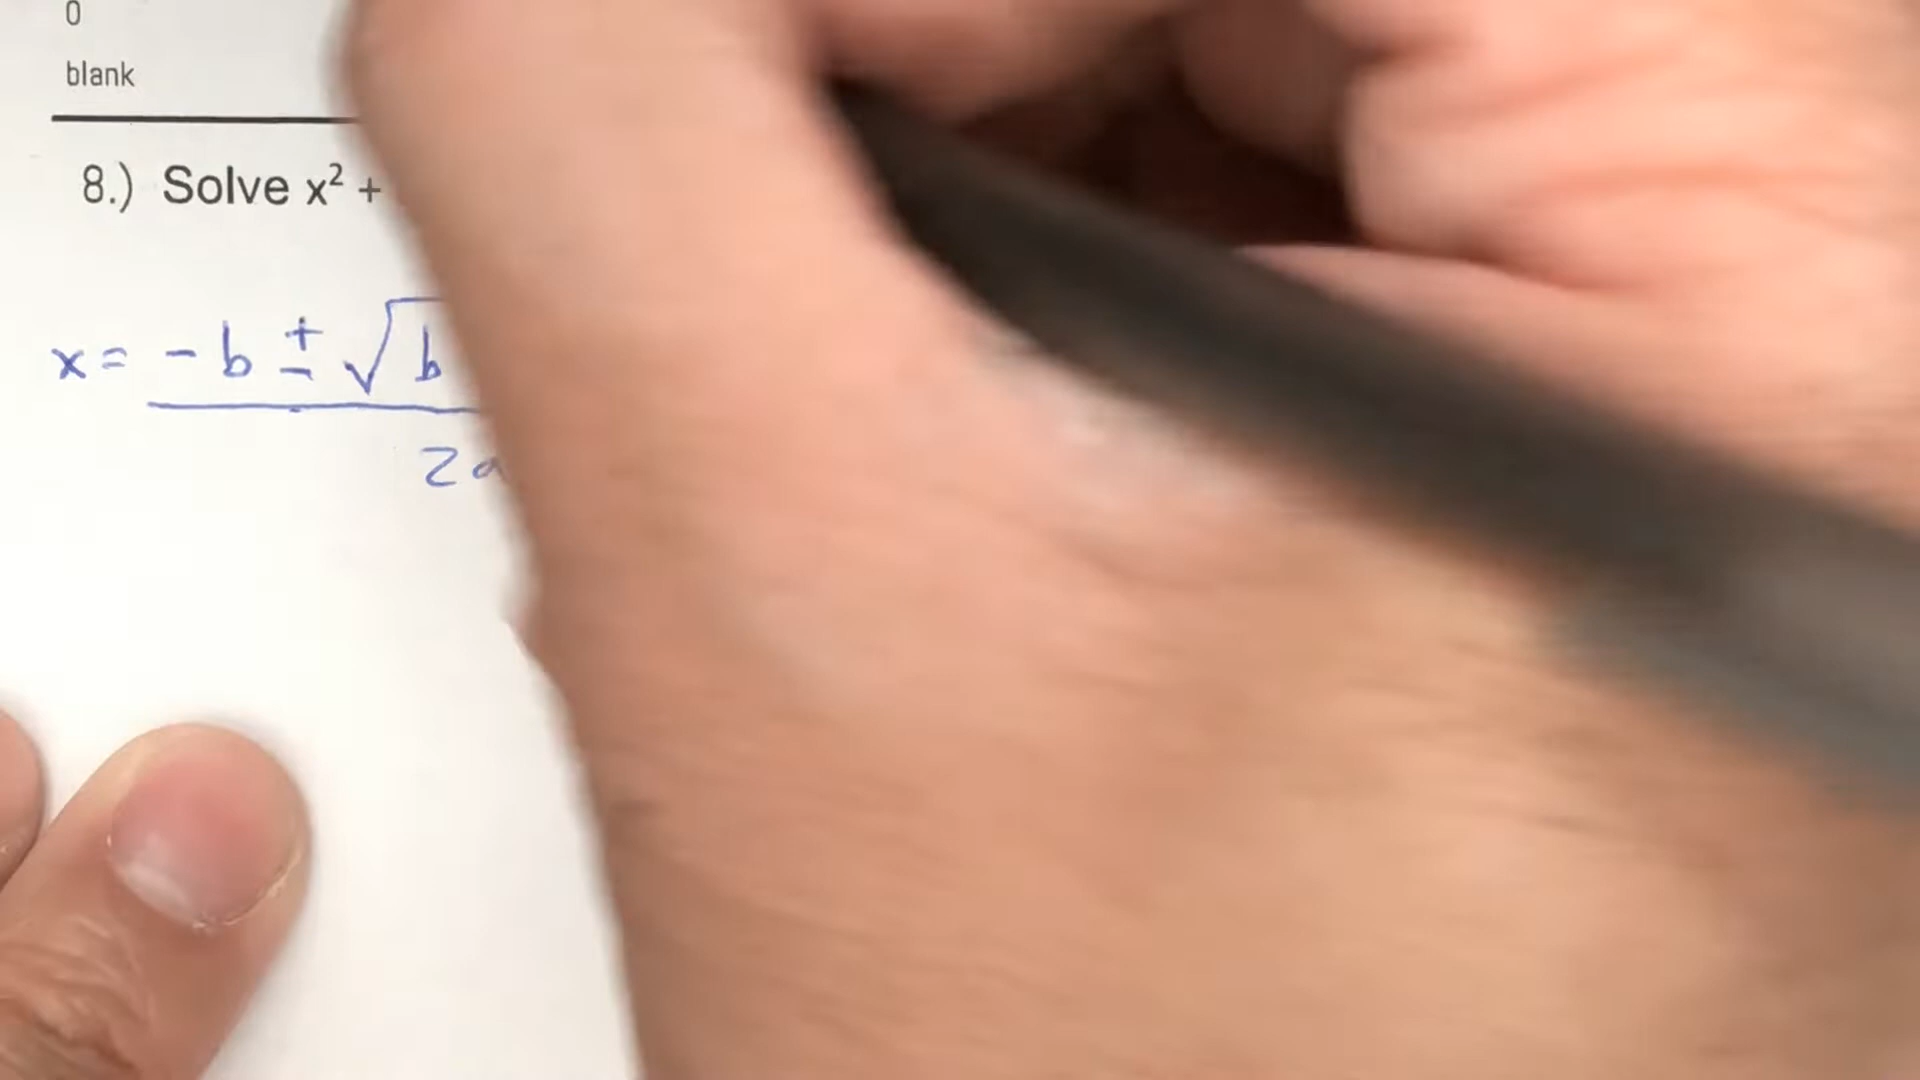 0
blank
8.) Solve x² +
x = -b ± √b
2a